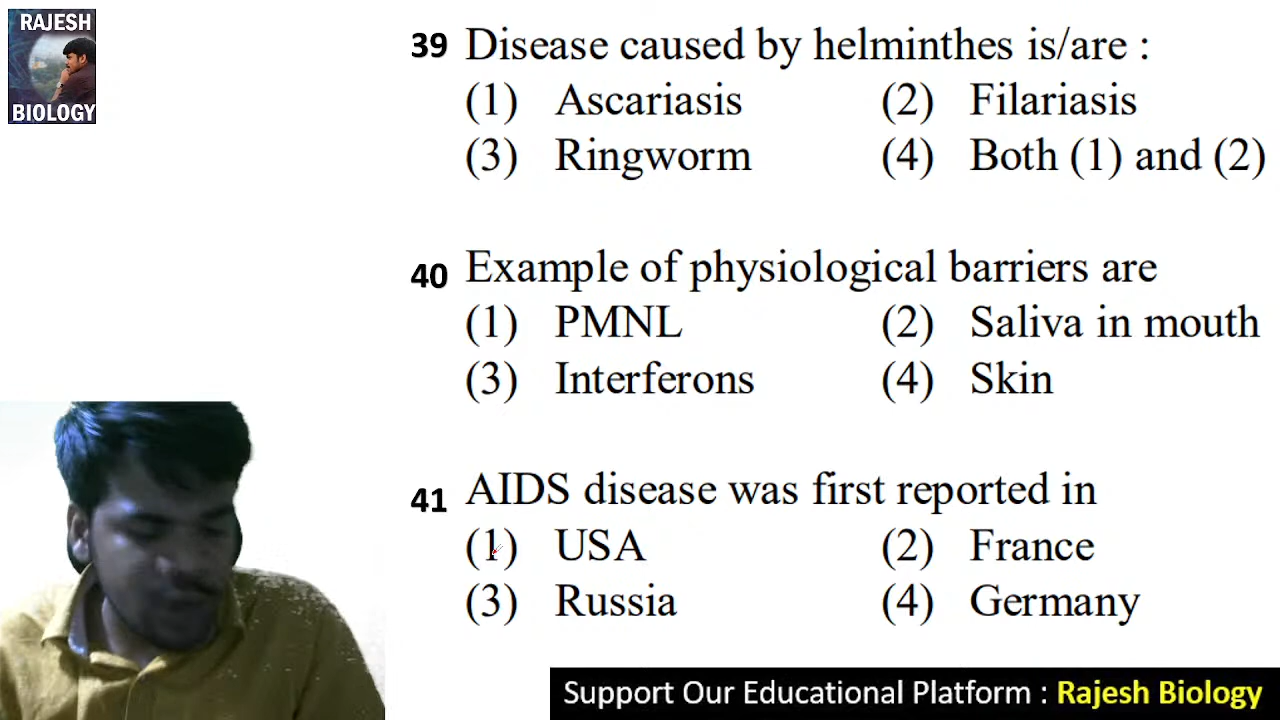 RAJESH
BIOLOGY
39 Disease caused by helminthes is/are :
(1) Ascariasis (2) Filariasis
(3) Ringworm (4) Both (1) and (2)
40 Example of physiological barriers are
(1) PMNL (2) Saliva in mouth
(3) Interferons (4) Skin
41 AIDS disease was first reported in
(1) USA (2) France
(3) Russia (4) Germany
Support Our Educational Platform : Rajesh Biology